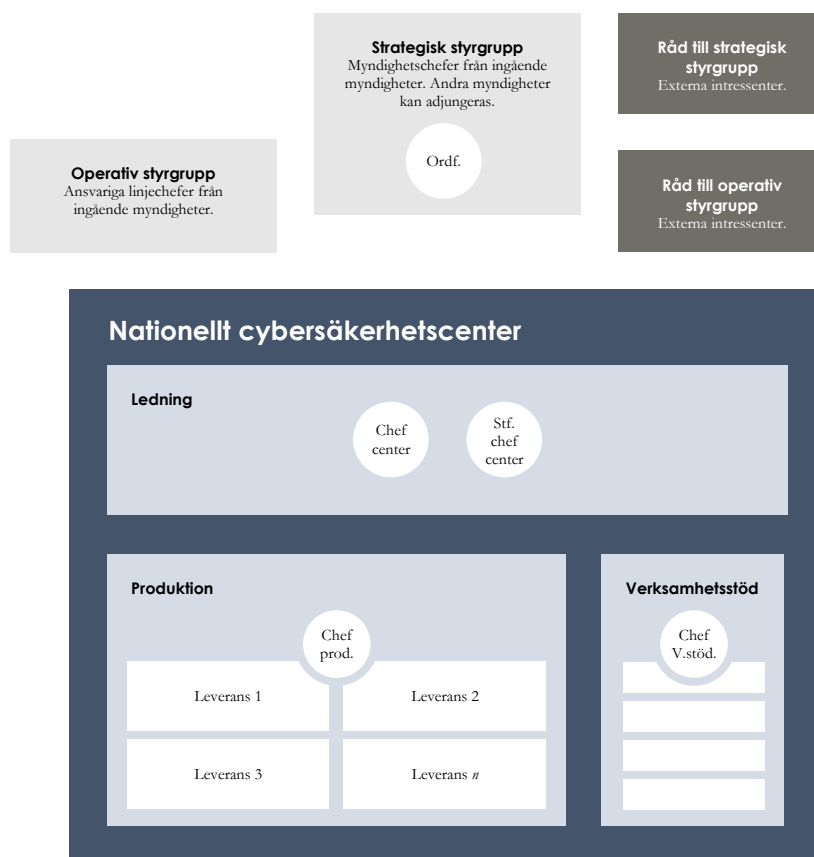 Strategisk styrgrupp
Myndighetschefer från ingående
myndigheter. Andra myndigheter
kan adjungeras.
Ordf.
Råd till strategisk
styrgrupp
Externa intressenter.
Operativ styrgrupp
Ansvariga linjechefer från
ingående myndigheter.
Råd till operativ
styrgrupp
Externa intressenter.
Nationellt cybersäkerhetscenter
Ledning
Chef
center
Stf.
chef
center
Produktion
Chef
prod.
Leverans 1
Leverans 2
Leverans 3
Leverans n
Verksamhetsstöd
Chef
V.stöd.